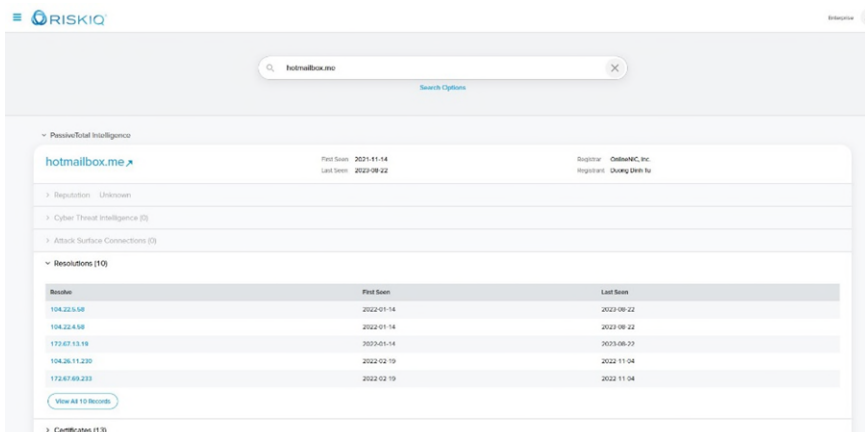 RISKIQ
Enterprise
hotmailbox.me
Search Options
PassiveTotal Intelligence
hotmailbox.me
First Seen 2021-11-14
Registrar OnlineNIC, Inc.
Last Seen 2023-08-22
Registrant Duong Dinh Tu
Reputation Unknown
Cyber Threat Intelligence (0)
Attack Surface Connections (0)
Resolutions (10)
Resolve First Seen Last Seen
104.22.5.58 2022-01-14 2023-08-22
104.22.4.58 2022-01-14 2023-08-22
172.67.13.19 2022-01-14 2023-08-22
104.26.11.230 2022-02-19 2022-11-04
172.67.69.233 2022-02-19 2022-11-04
View All 10 Records
Certificates (13)